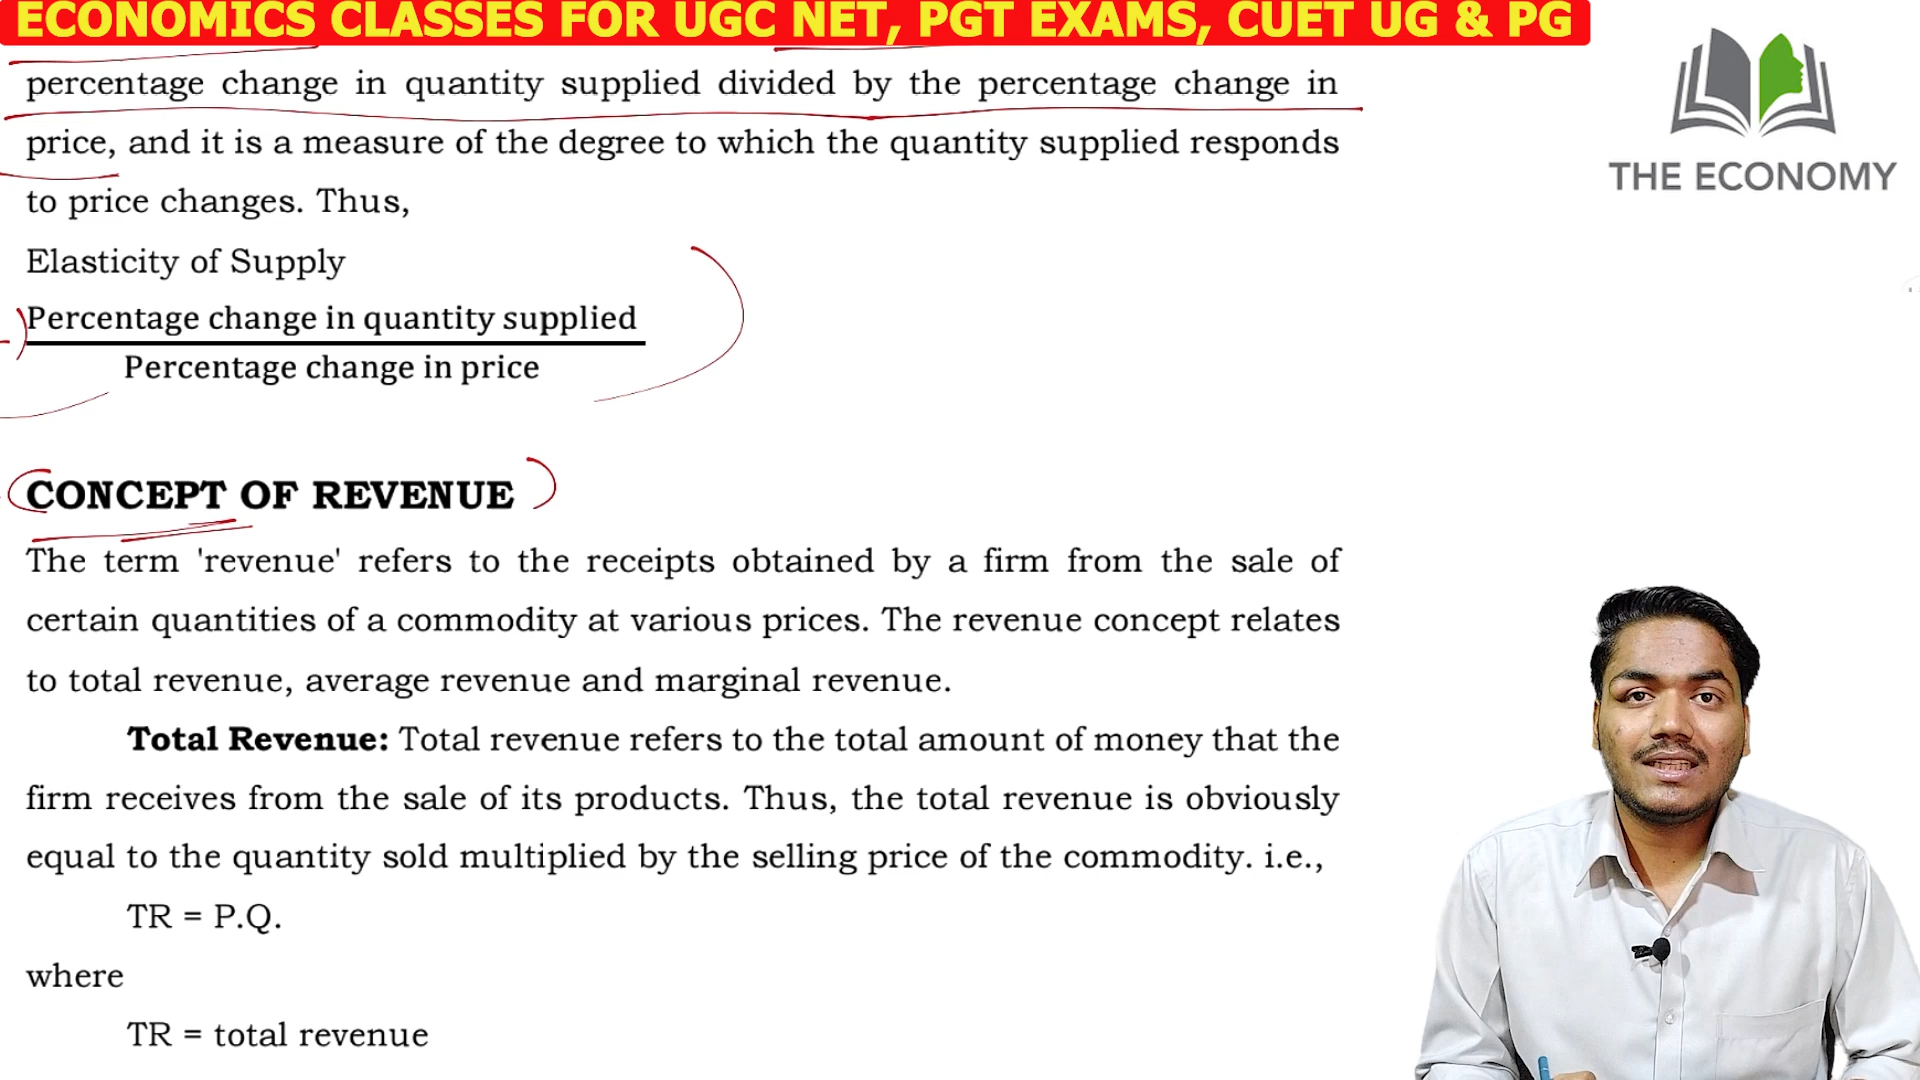 ECONOMICS CLASSES FOR UGC NET, PGT EXAMS, CUET UG & PG
THE ECONOMY
percentage change in quantity supplied divided by the percentage change in
price, and it is a measure of the degree to which the quantity supplied responds
to price changes. Thus,
Elasticity of Supply
Percentage change in quantity supplied
Percentage change in price
CONCEPT OF REVENUE
The term 'revenue' refers to the receipts obtained by a firm from the sale of
certain quantities of a commodity at various prices. The revenue concept relates
to total revenue, average revenue and marginal revenue.
Total Revenue: Total revenue refers to the total amount of money that the
firm receives from the sale of its products. Thus, the total revenue is obviously
equal to the quantity sold multiplied by the selling price of the commodity. i.e.,
TR = P.Q.
where
TR = total revenue